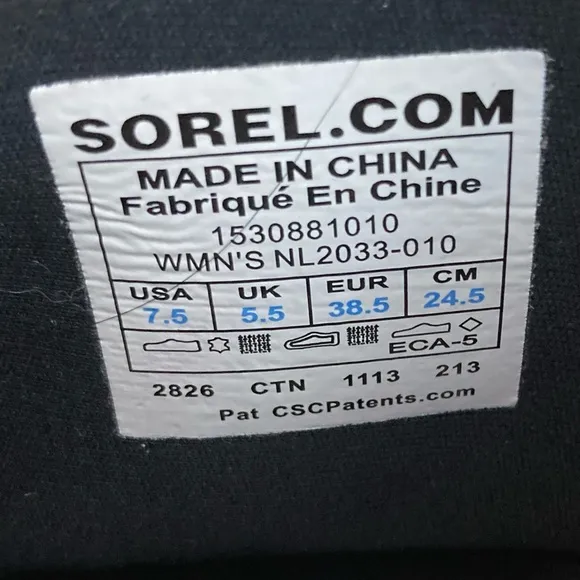 SOREL.COM
MADE IN CHINA
Fabriqué En Chine
1530881010
WMN'S NL2033-010
USA UK EUR CM
7.5 5.5 38.5 24.5
ECA-5
2826 CTN 1113 213
Pat CSCPatents.com